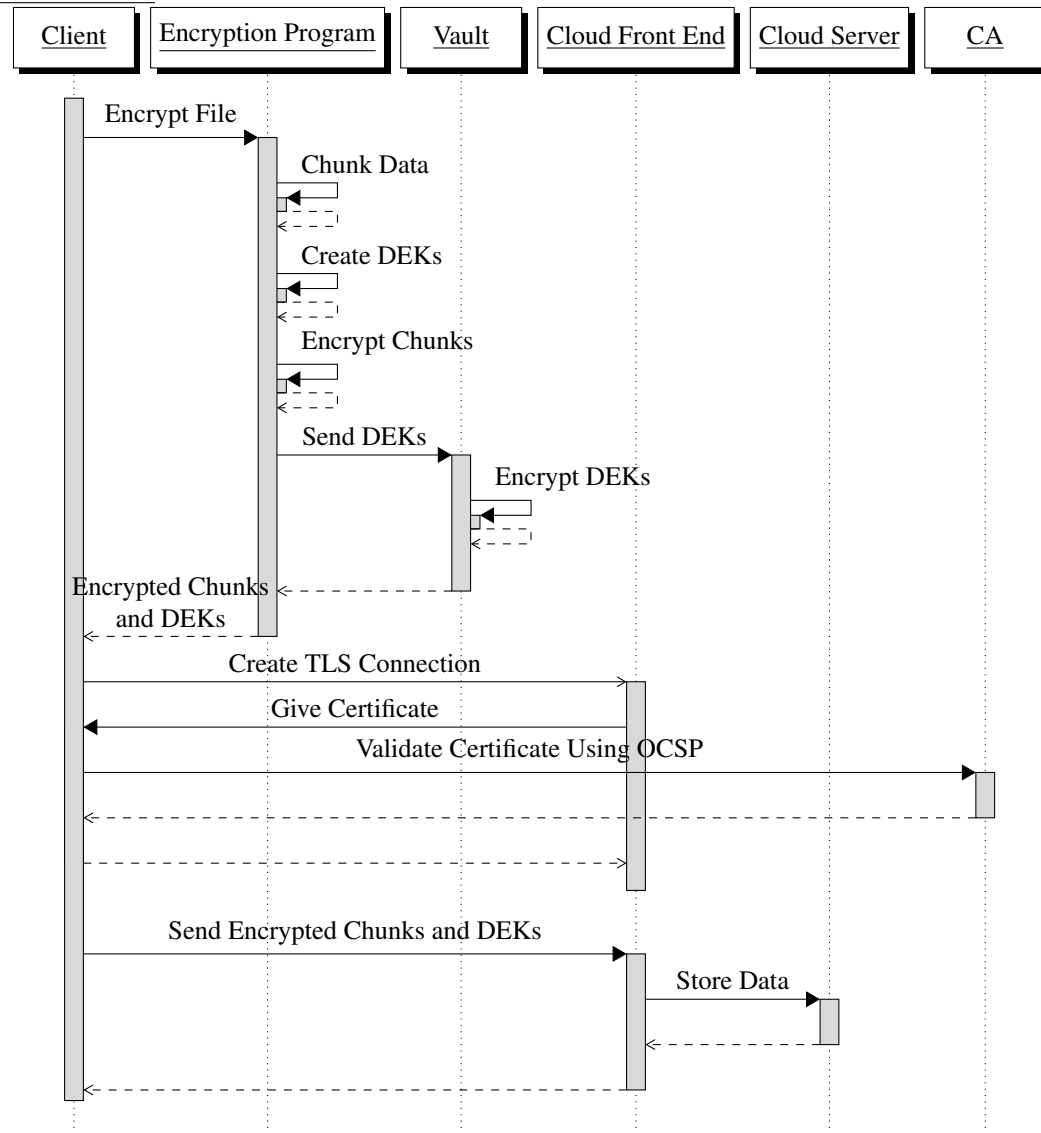 Client
Encryption Program
Vault
Cloud Front End
Cloud Server
CA
Encrypt File
Chunk Data
Create DEKs
Encrypt Chunks
Send DEKs
Encrypt DEKs
Encrypted Chunks
and DEKs
Create TLS Connection
Give Certificate
Validate Certificate Using OCSP
Send Encrypted Chunks and DEKs
Store Data